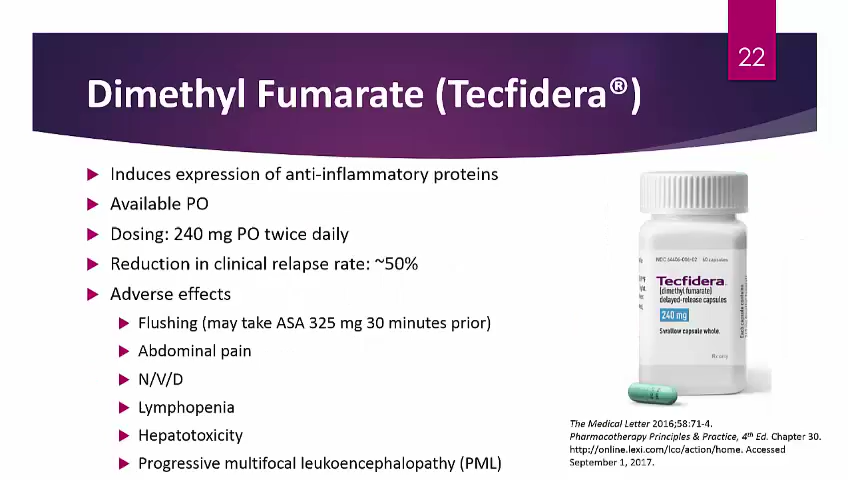 22
Dimethyl Fumarate (Tecfidera®)
Induces expression of anti-inflammatory proteins
Available PO
Dosing: 240 mg PO twice daily
Reduction in clinical relapse rate: ~50%
Adverse effects
Flushing (may take ASA 325 mg 30 minutes prior)
Abdominal pain
N/V/D
Lymphopenia
Hepatotoxicity
Progressive multifocal leukoencephalopathy (PML)
60 capsules
Tecfidera
(dimethyl fumarate)
delayed-release capsules
240 mg
Swallow capsule whole.
Rx only
The Medical Letter 2016;58:71-4.
Pharmacotherapy Principles & Practice, 4th Ed. Chapter 30.
http://online.lexi.com/lco/action/home. Accessed
September 1, 2017.